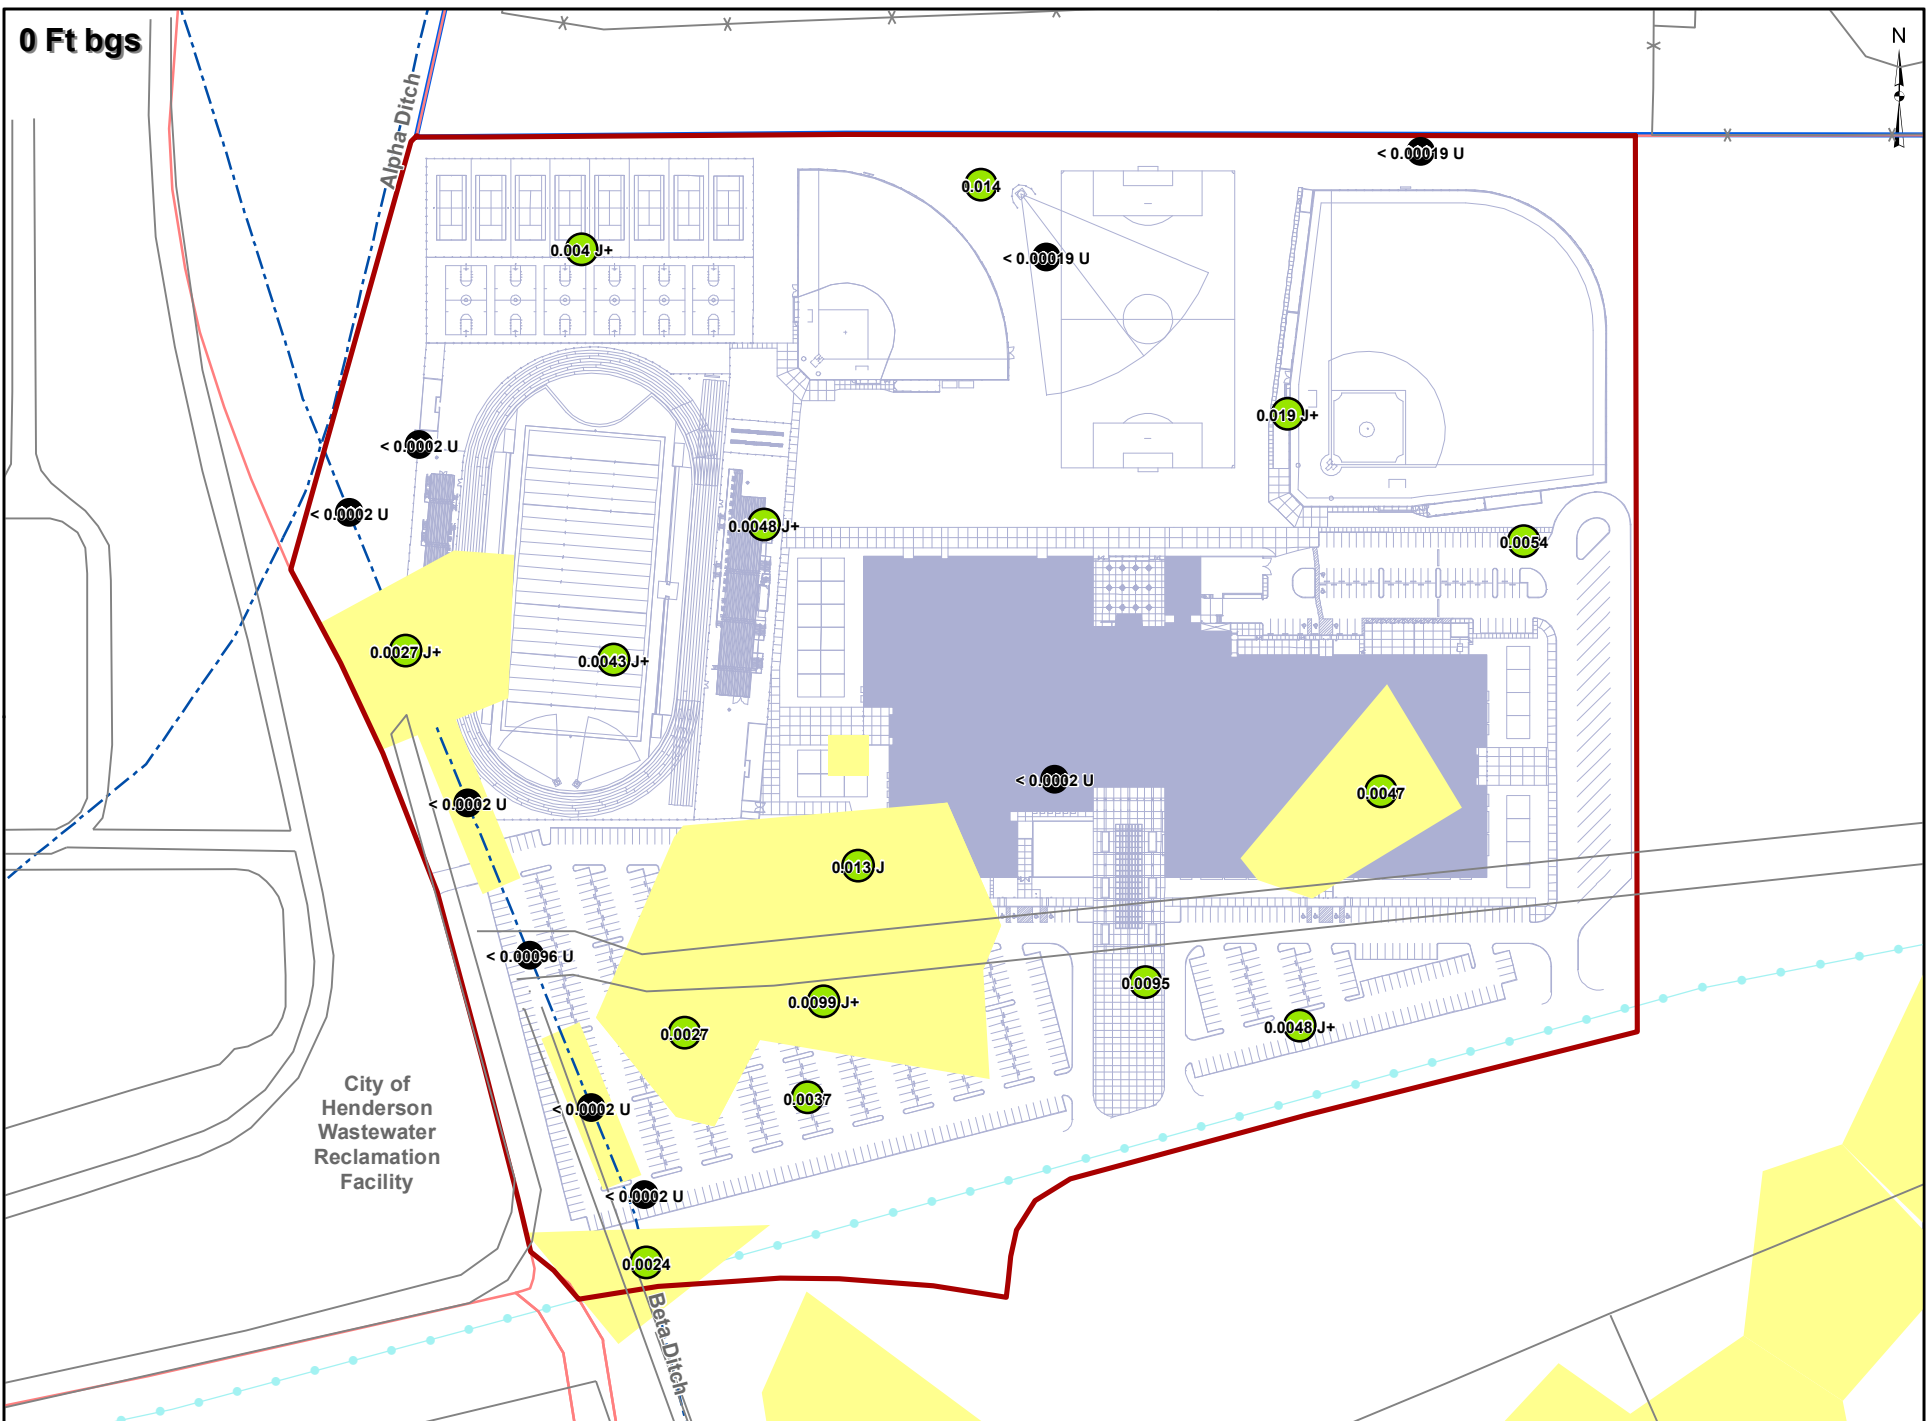 0 Ft bgs
N
Alpha Ditch
< 0.00019 U
0.014
0.004 J+
< 0.00019 U
0.019 J+
< 0.0002 U
< 0.0002 U
0.0048 J+
0.0054
0.0027 J+
0.0043 J+
< 0.0002 U
< 0.0002 U
0.0047
0.013 J
< 0.00096 U
0.0095
0.0099 J+
0.0027
0.0048 J+
City of
Henderson
Wastewater
Reclamation
Facility
0.0037
< 0.0002 U
< 0.0002 U
0.0024
Beta Ditch